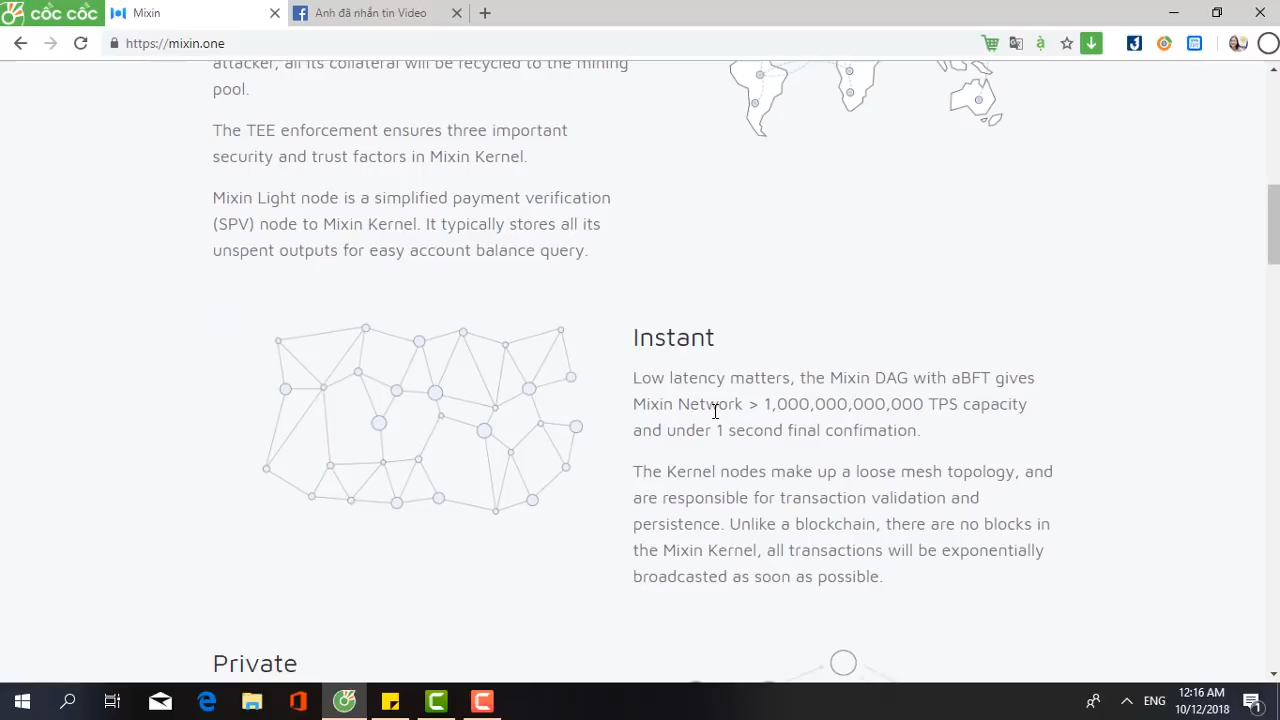 cốc cốc
Mixin
Anh đã nhắn tin Video
https://mixin.one
attacker, all its collateral will be recycled to the mining
pool.
The TEE enforcement ensures three important
security and trust factors in Mixin Kernel.
Mixin Light node is a simplified payment verification
(SPV) node to Mixin Kernel. It typically stores all its
unspent outputs for easy account balance query.
Instant
Low latency matters, the Mixin DAG with aBFT gives
Mixin Network > 1,000,000,000,000 TPS capacity
and under 1 second final confimation.
The Kernel nodes make up a loose mesh topology, and
are responsible for transaction validation and
persistence. Unlike a blockchain, there are no blocks in
the Mixin Kernel, all transactions will be exponentially
broadcasted as soon as possible.
Private
ENG
12:16 AM
10/12/2018